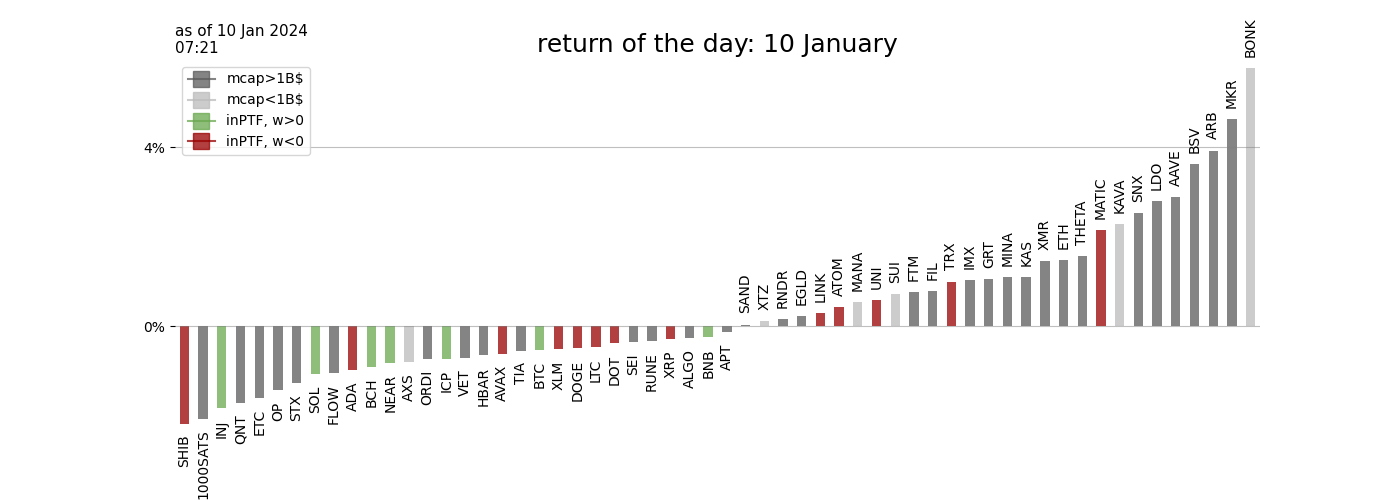 as of 10 Jan 2024
07:21
return of the day: 10 January
mcap>1B$
mcap<1B$
inPTF, w>0
inPTF, w<0
4%
0%
SHIB
1000SATS
INJ
QNT
ETC
OP
STX
SOL
FLOW
ADA
BCH
NEAR
AXS
ORDI
ICP
VET
HBAR
AVAX
TIA
BTC
XLM
DOGE
LTC
DOT
SEI
RUNE
XRP
ALGO
BNB
APT
SAND
XTZ
RNDR
EGLD
LINK
ATOM
MANA
UNI
SUI
FTM
FIL
TRX
IMX
GRT
MINA
KAS
XMR
ETH
THETA
MATIC
KAVA
SNX
LDO
AAVE
BSV
ARB
MKR
BONK